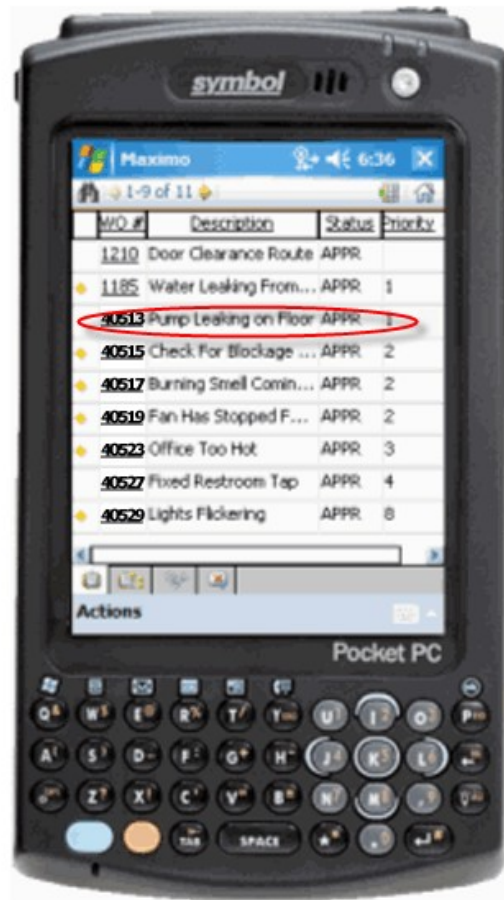 symbol
Maximo 6:36
1-9 of 11
WO # Description Status Priority
1210 Door Clearance Route APPR
1185 Water Leaking From... APPR 1
40513 Pump Leaking on Floor APPR 1
40515 Check For Blockage ... APPR 2
40517 Burning Smell Comin... APPR 2
40519 Fan Has Stopped F... APPR 2
40523 Office Too Hot APPR 3
40527 Fixed Restroom Tap APPR 4
40529 Lights Flickering APPR 8
Actions
Pocket PC
Q W E R T Y U I O P
A S D F G H J K L
Z X C V B N M
TAB SPACE